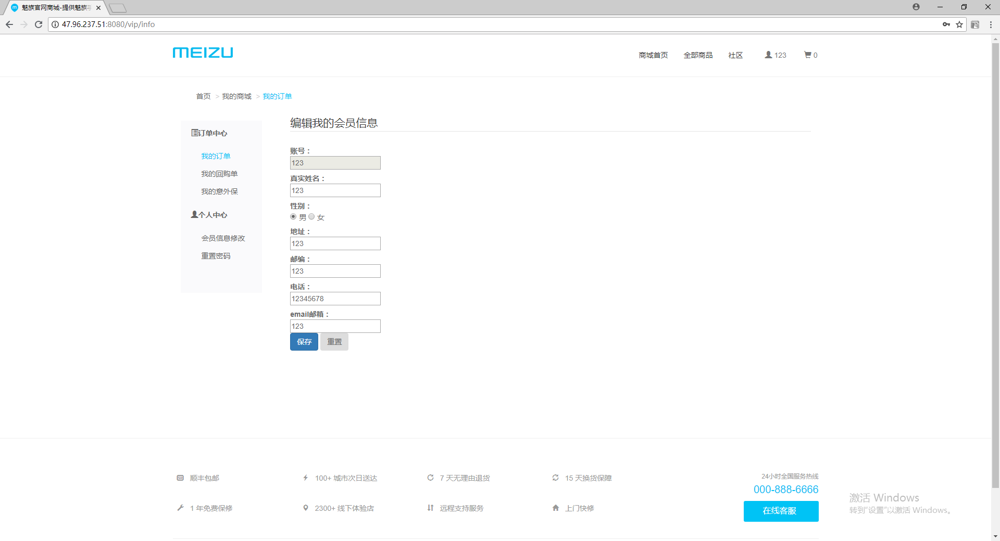 魅族官网商城-提供魅族手
47.96.237.51:8080/vip/info
MEIZU
商城首页 全部商品 社区 123 0
首页 > 我的商城 > 我的订单
编辑我的会员信息
订单中心
我的订单
我的回购单
我的意外保
个人中心
会员信息修改
重置密码
账号：
123
真实姓名：
123
性别：
男 女
地址：
123
邮编：
123
电话：
12345678
email邮箱：
123
保存 重置
顺丰包邮 100+ 城市次日送达 7 天无理由退货 15 天换货保障
1 年免费保修 2300+ 线下体验店 远程支持服务 上门快修
24小时全国服务热线
000-888-6666
在线客服
激活 Windows
转到“设置”以激活 Windows。